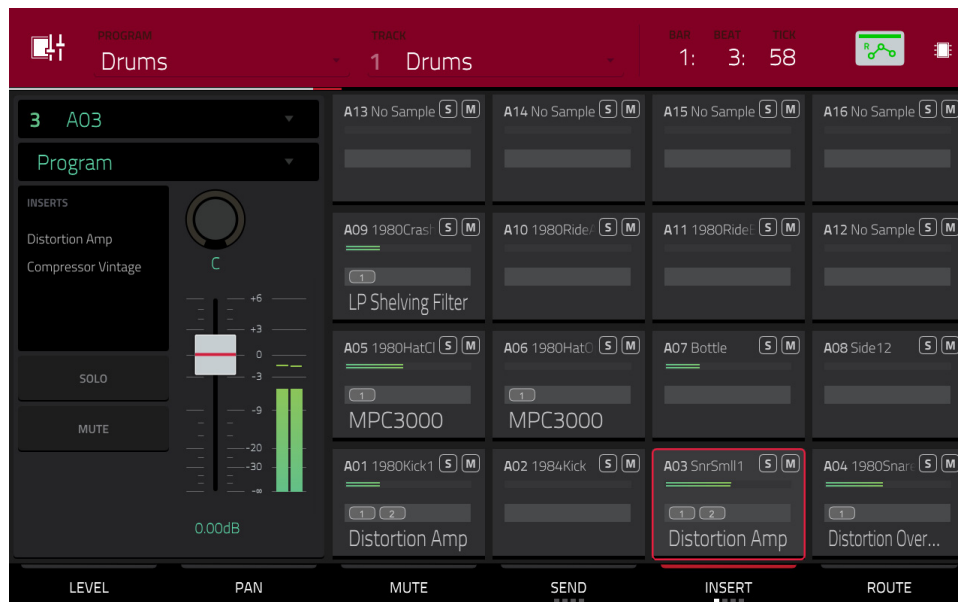 PROGRAM
Drums
TRACK
1 Drums
BAR BEAT TICK
1: 3: 58
R
3 A03
Program
INSERTS
Distortion Amp
Compressor Vintage
SOLO
MUTE
C
+6
+3
0
-3
-9
-20
-30
-∞
0.00dB
A13 No Sample S M
A14 No Sample S M
A15 No Sample S M
A16 No Sample S M
A09 1980Crash S M
1
LP Shelving Filter
A10 1980Ride S M
A11 1980Ride S M
A12 No Sample S M
A05 1980HatCl S M
1
MPC3000
A06 1980HatO S M
1
MPC3000
A07 Bottle S M
A08 Side12 S M
A01 1980Kick1 S M
1 2
Distortion Amp
A02 1984Kick S M
A03 SnrSmll1 S M
1 2
Distortion Amp
A04 1980Snar S M
1
Distortion Over...
LEVEL PAN MUTE SEND INSERT ROUTE